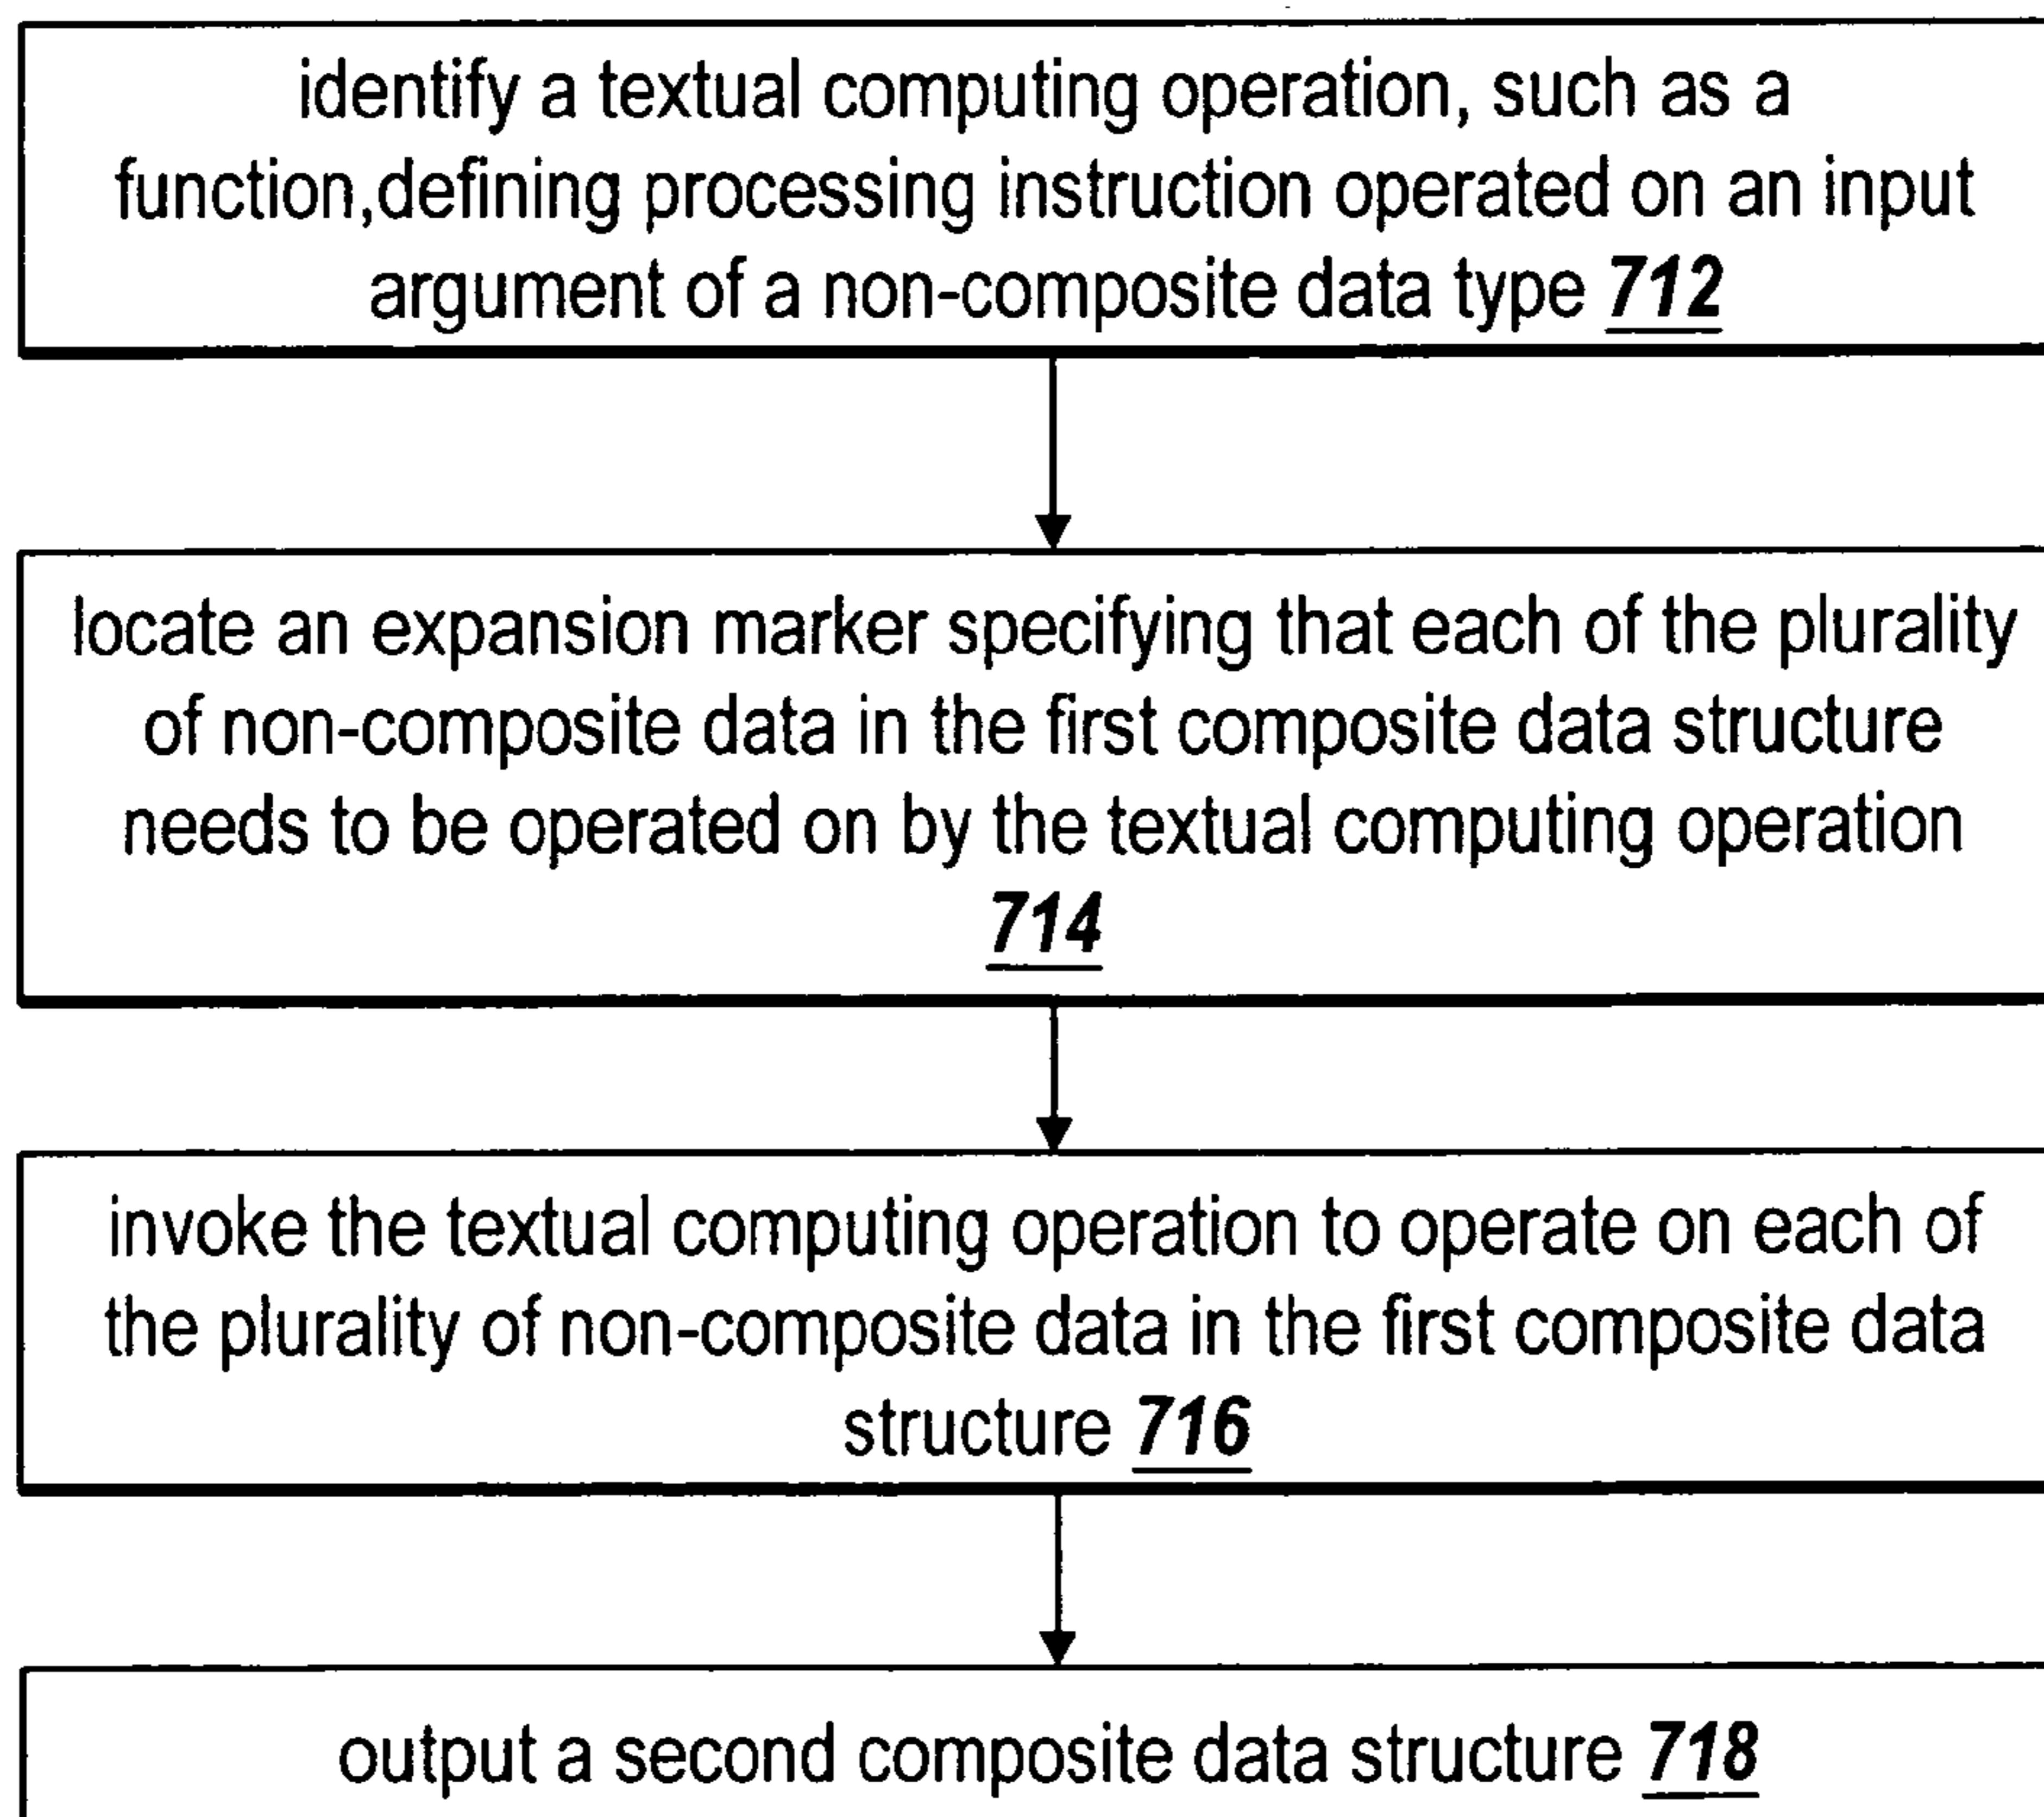 identify a textual computing operation, such as a
function,defining processing instruction operated on an input
argument of a non-composite data type 712
locate an expansion marker specifying that each of the plurality
of non-composite data in the first composite data structure
needs to be operated on by the textual computing operation
714
invoke the textual computing operation to operate on each of
the plurality of non-composite data in the first composite data
structure 716
output a second composite data structure 718